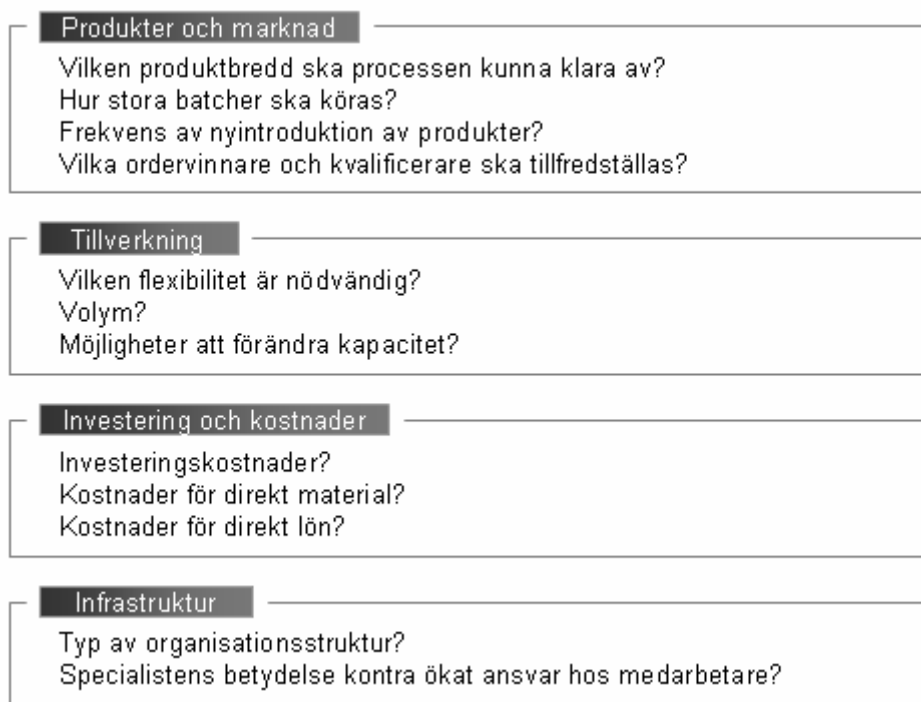 Produkter och marknad
Vilken produktbredd ska processen kunna klara av?
Hur stora batcher ska köras?
Frekvens av nyintroduktion av produkter?
Vilka ordervinnare och kvalificerare ska tillfredställas?
Tillverkning
Vilken flexibilitet är nödvändig?
Volym?
Möjligheter att förändra kapacitet?
Investering och kostnader
Investeringskostnader?
Kostnader för direkt material?
Kostnader för direkt lön?
Infrastruktur
Typ av organisationsstruktur?
Specialistens betydelse kontra ökat ansvar hos medarbetare?